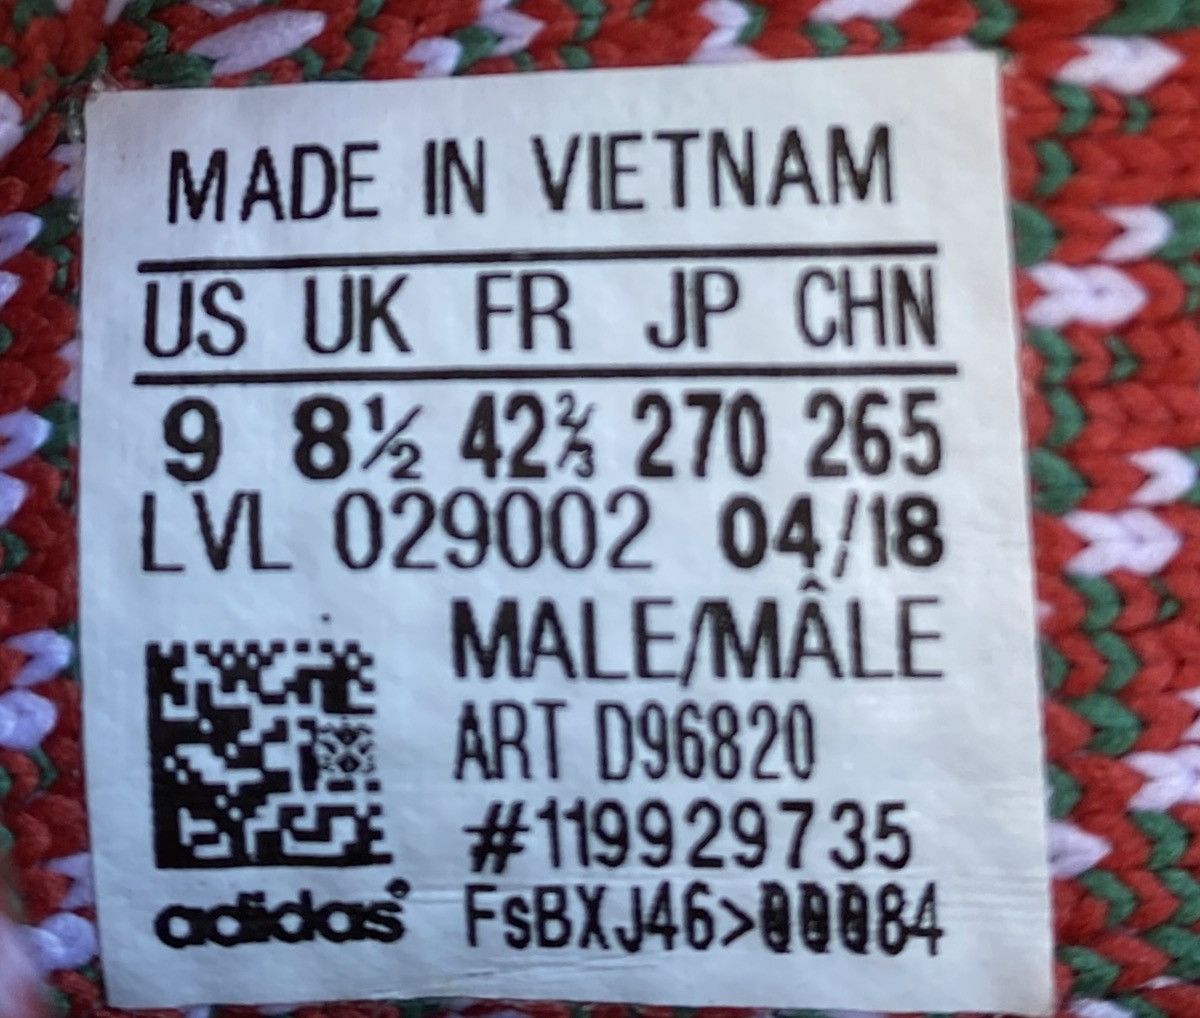 MADE IN VIETNAM
US UK FR JP CHN
9 8½ 42⅔ 270 265
LVL 029002 04/18
MALE/MÂLE
ART D96820
#119929735
adidas® FsBXJ46>00084